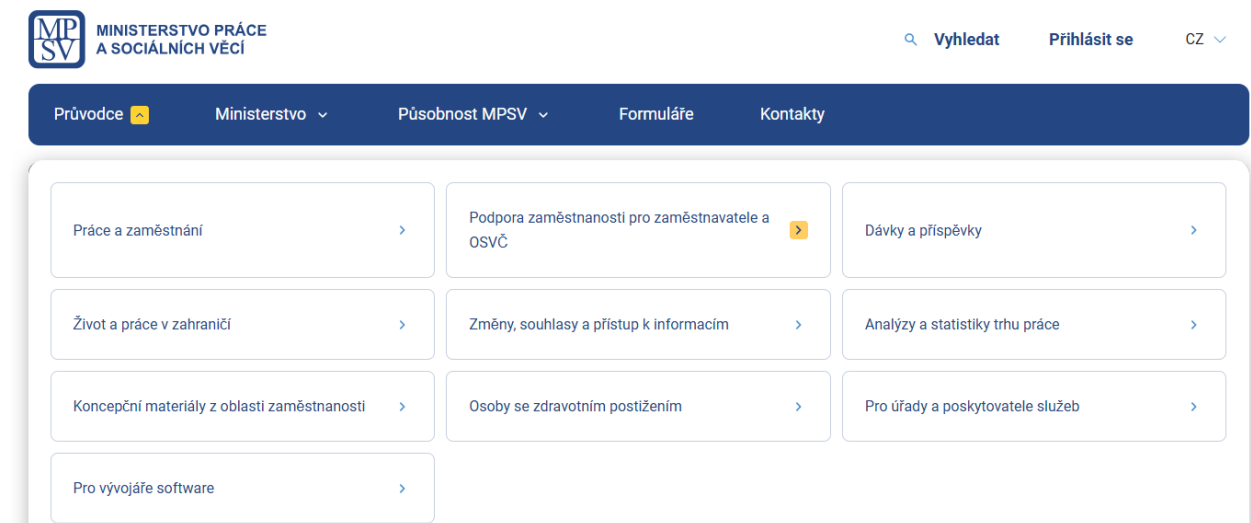 MP
SV
MINISTERSTVO PRÁCE
A SOCIÁLNÍCH VĚCÍ
Vyhledat
Přihlásit se
CZ
Průvodce
Ministerstvo
Působnost MPSV
Formuláře
Kontakty
Práce a zaměstnání
Podpora zaměstnanosti pro zaměstnavatele a
OSVČ
Dávky a příspěvky
Život a práce v zahraničí
Změny, souhlasy a přístup k informacím
Analýzy a statistiky trhu práce
Koncepční materiály z oblasti zaměstnanosti
Osoby se zdravotním postižením
Pro úřady a poskytovatele služeb
Pro vývojáře software